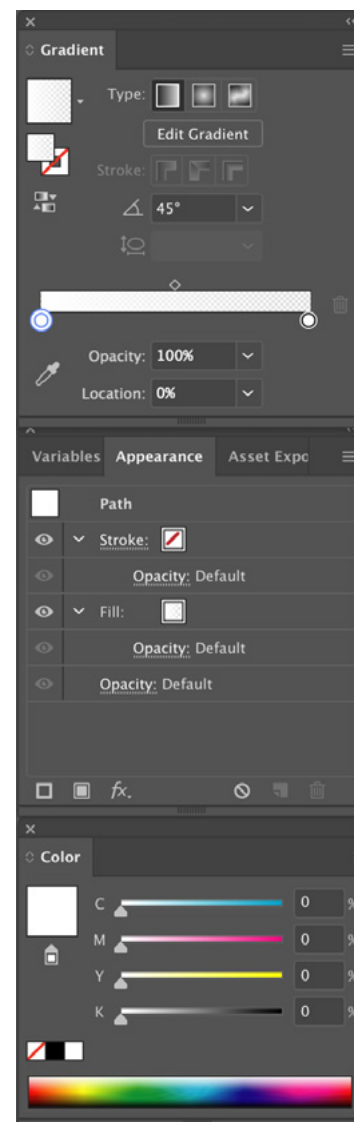 Gradient
Type:
Edit Gradient
Stroke:
45°
Opacity: 100%
Location: 0%
Variables Appearance Asset Expo
Path
Stroke:
Opacity: Default
Fill:
Opacity: Default
Opacity: Default
fx.
Color
C 0 %
M 0 %
Y 0 %
K 0 %